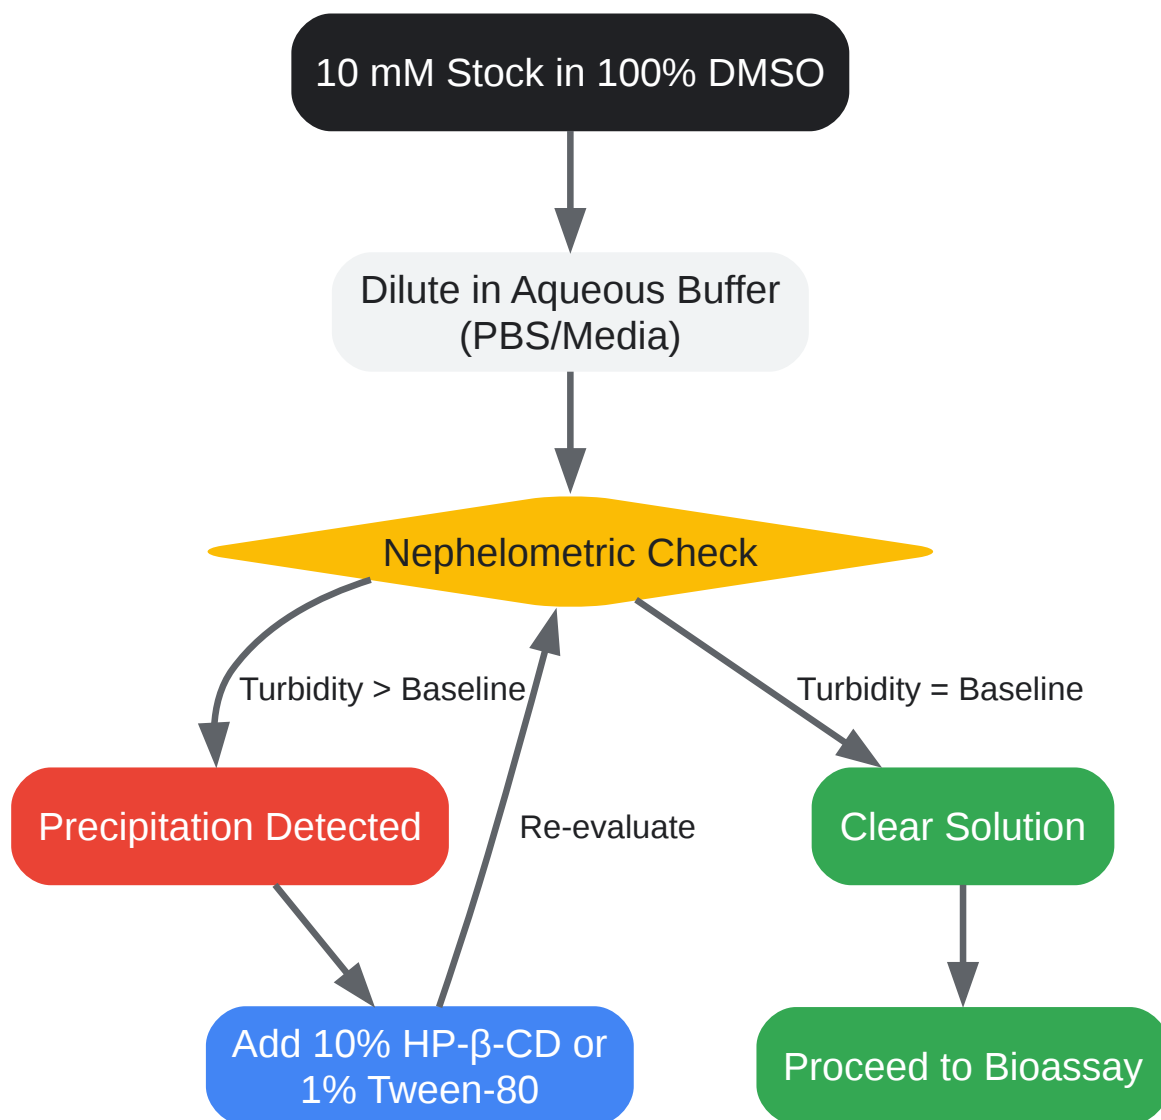 10 mM Stock in 100% DMSO
Dilute in Aqueous Buffer
(PBS/Media)
Nephelometric Check
Turbidity > Baseline
Turbidity = Baseline
Precipitation Detected
Re-evaluate
Clear Solution
Add 10% HP-β-CD or
1% Tween-80
Proceed to Bioassay